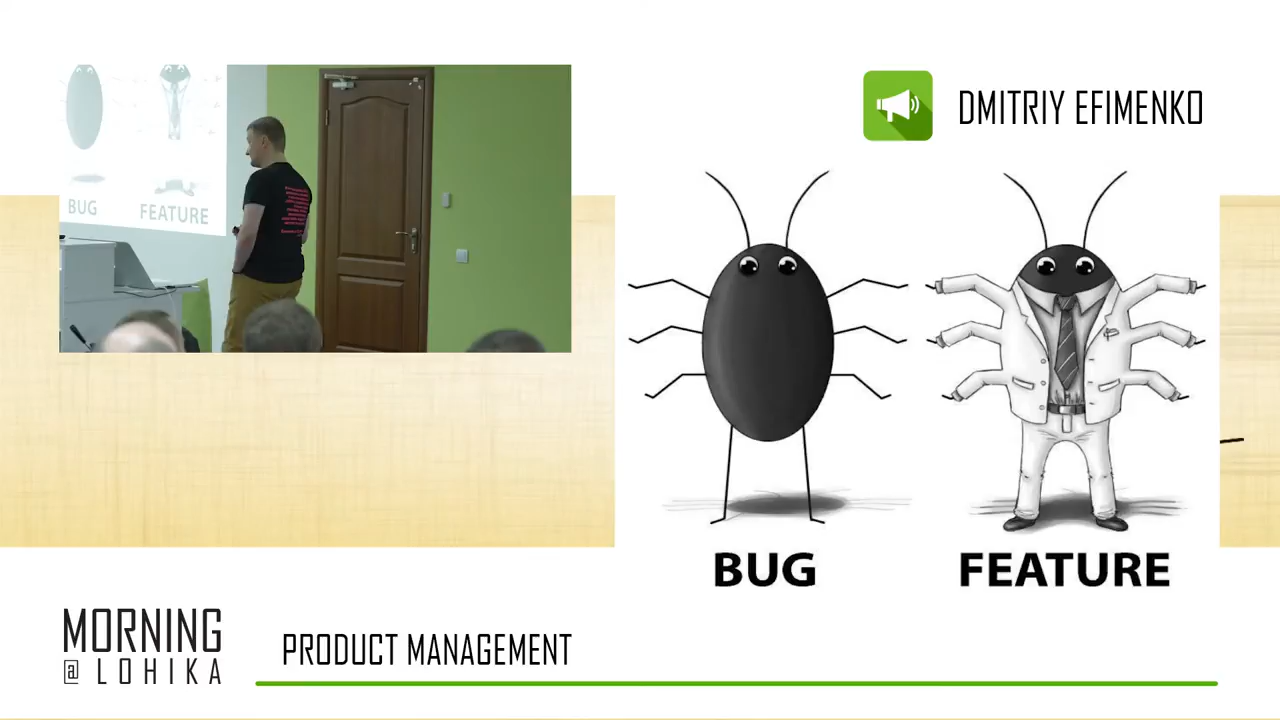 DMITRIY EFIMENKO
BUG
FEATURE
BUG
FEATURE
MORNING
@ LOHIKA
PRODUCT MANAGEMENT